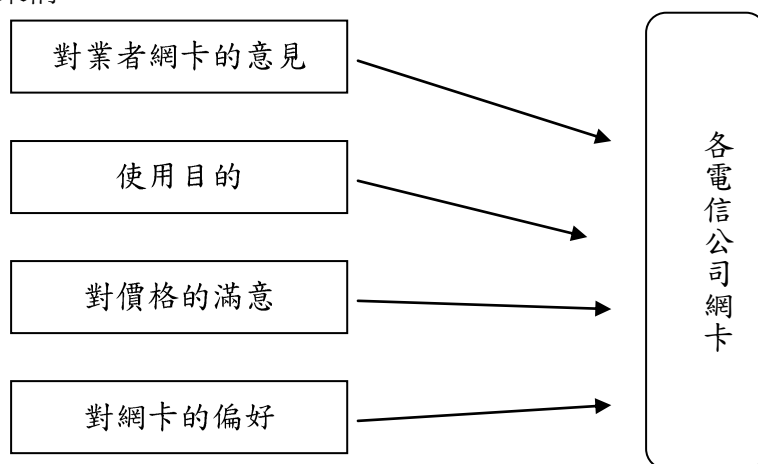 對業者網卡的意見
使用目的
對價格的滿意
對網卡的偏好
各電信公司網卡